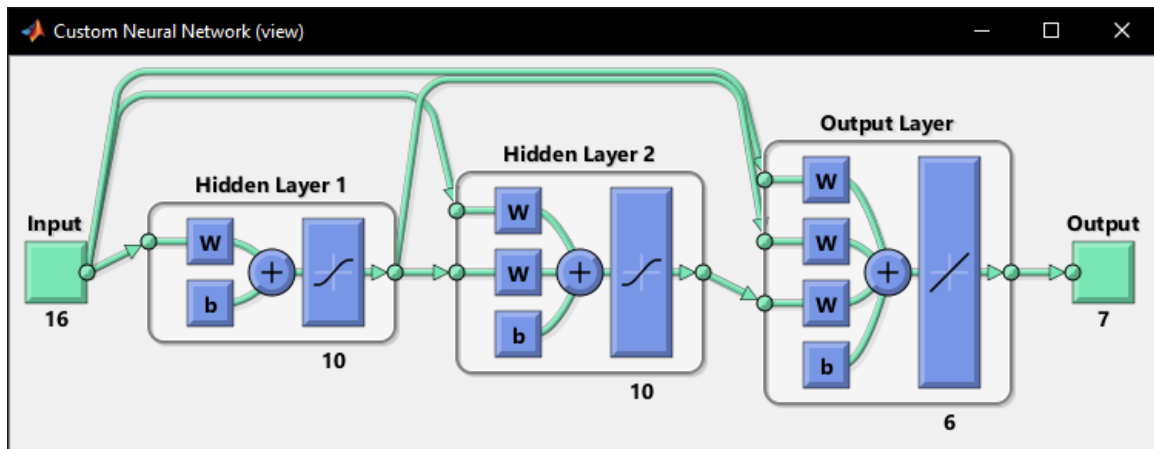 Custom Neural Network (view)
Input
16
Hidden Layer 1
W
b
+
10
Hidden Layer 2
W
W
b
+
10
Output Layer
W
W
W
b
+
6
Output
7